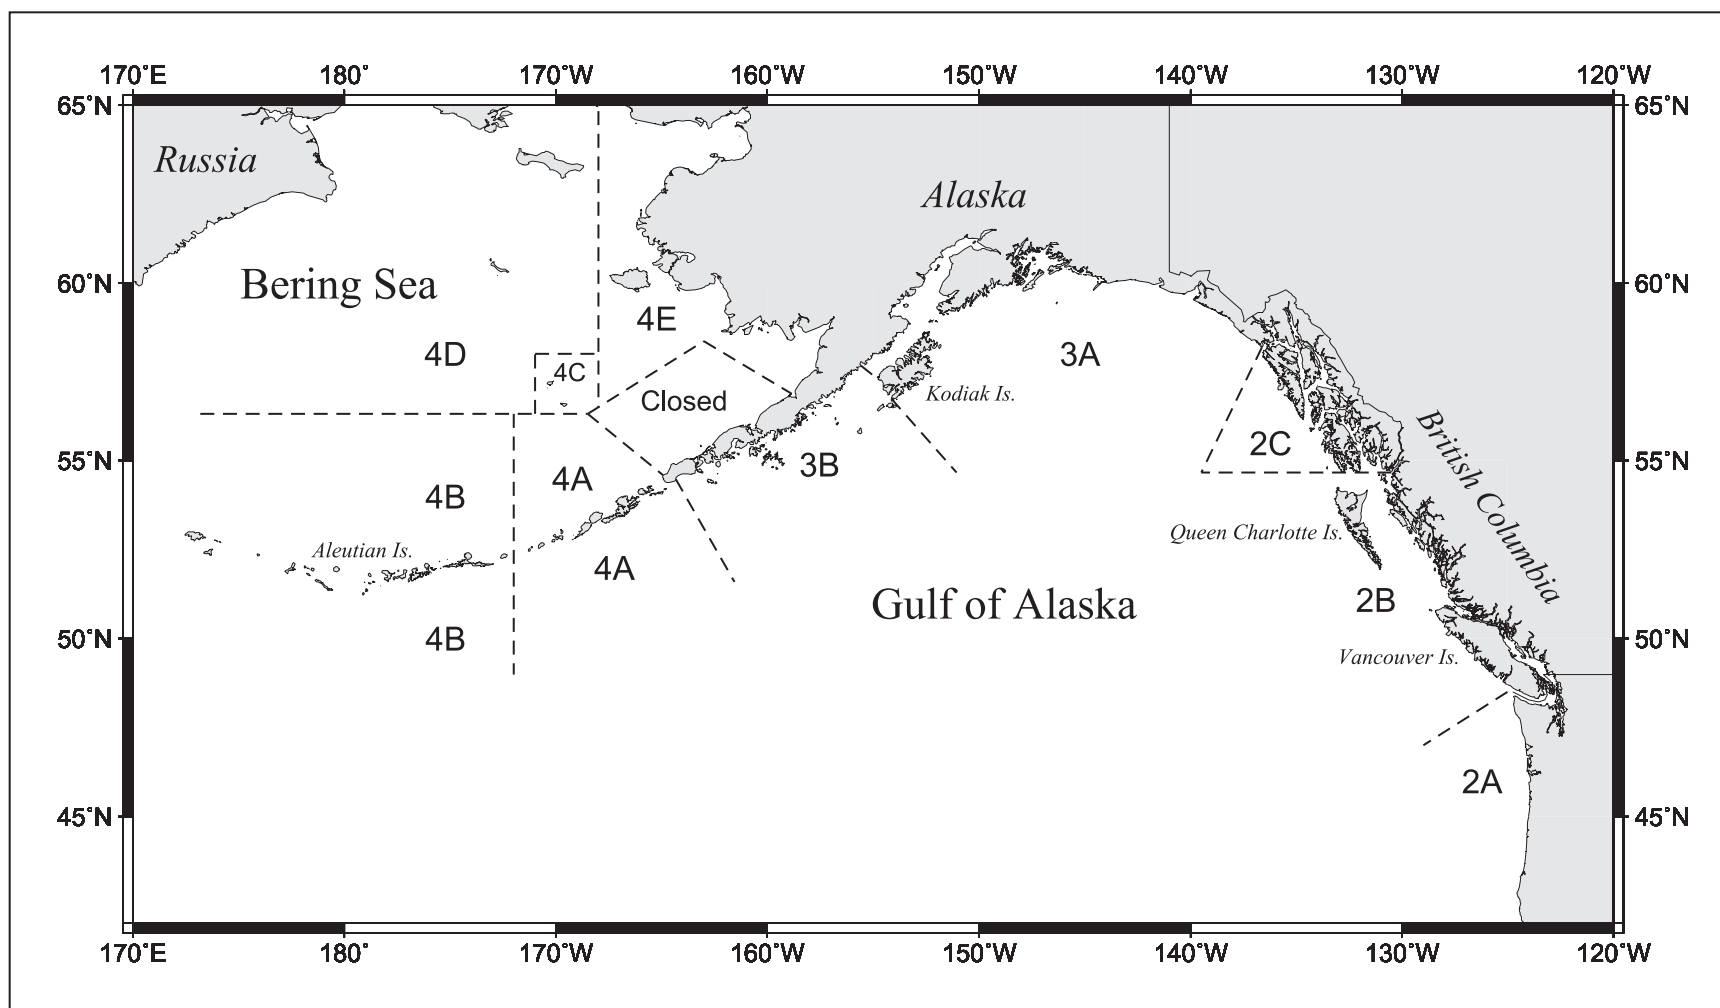 170˚E 180˚ 170˚W 160˚W 150˚W 140˚W 130˚W 120˚W
65˚N 65˚N
Russia
Alaska
Bering Sea
60˚N 60˚N
4E
4D
3A
4C
Closed
Kodiak Is.
British Columbia
2C
55˚N 55˚N
3B
4A
4B
Queen Charlotte Is.
Aleutian Is.
4A
Gulf of Alaska
2B
50˚N 50˚N
4B
Vancouver Is.
2A
45˚N 45˚N
170˚E 180˚ 170˚W 160˚W 150˚W 140˚W 130˚W 120˚W